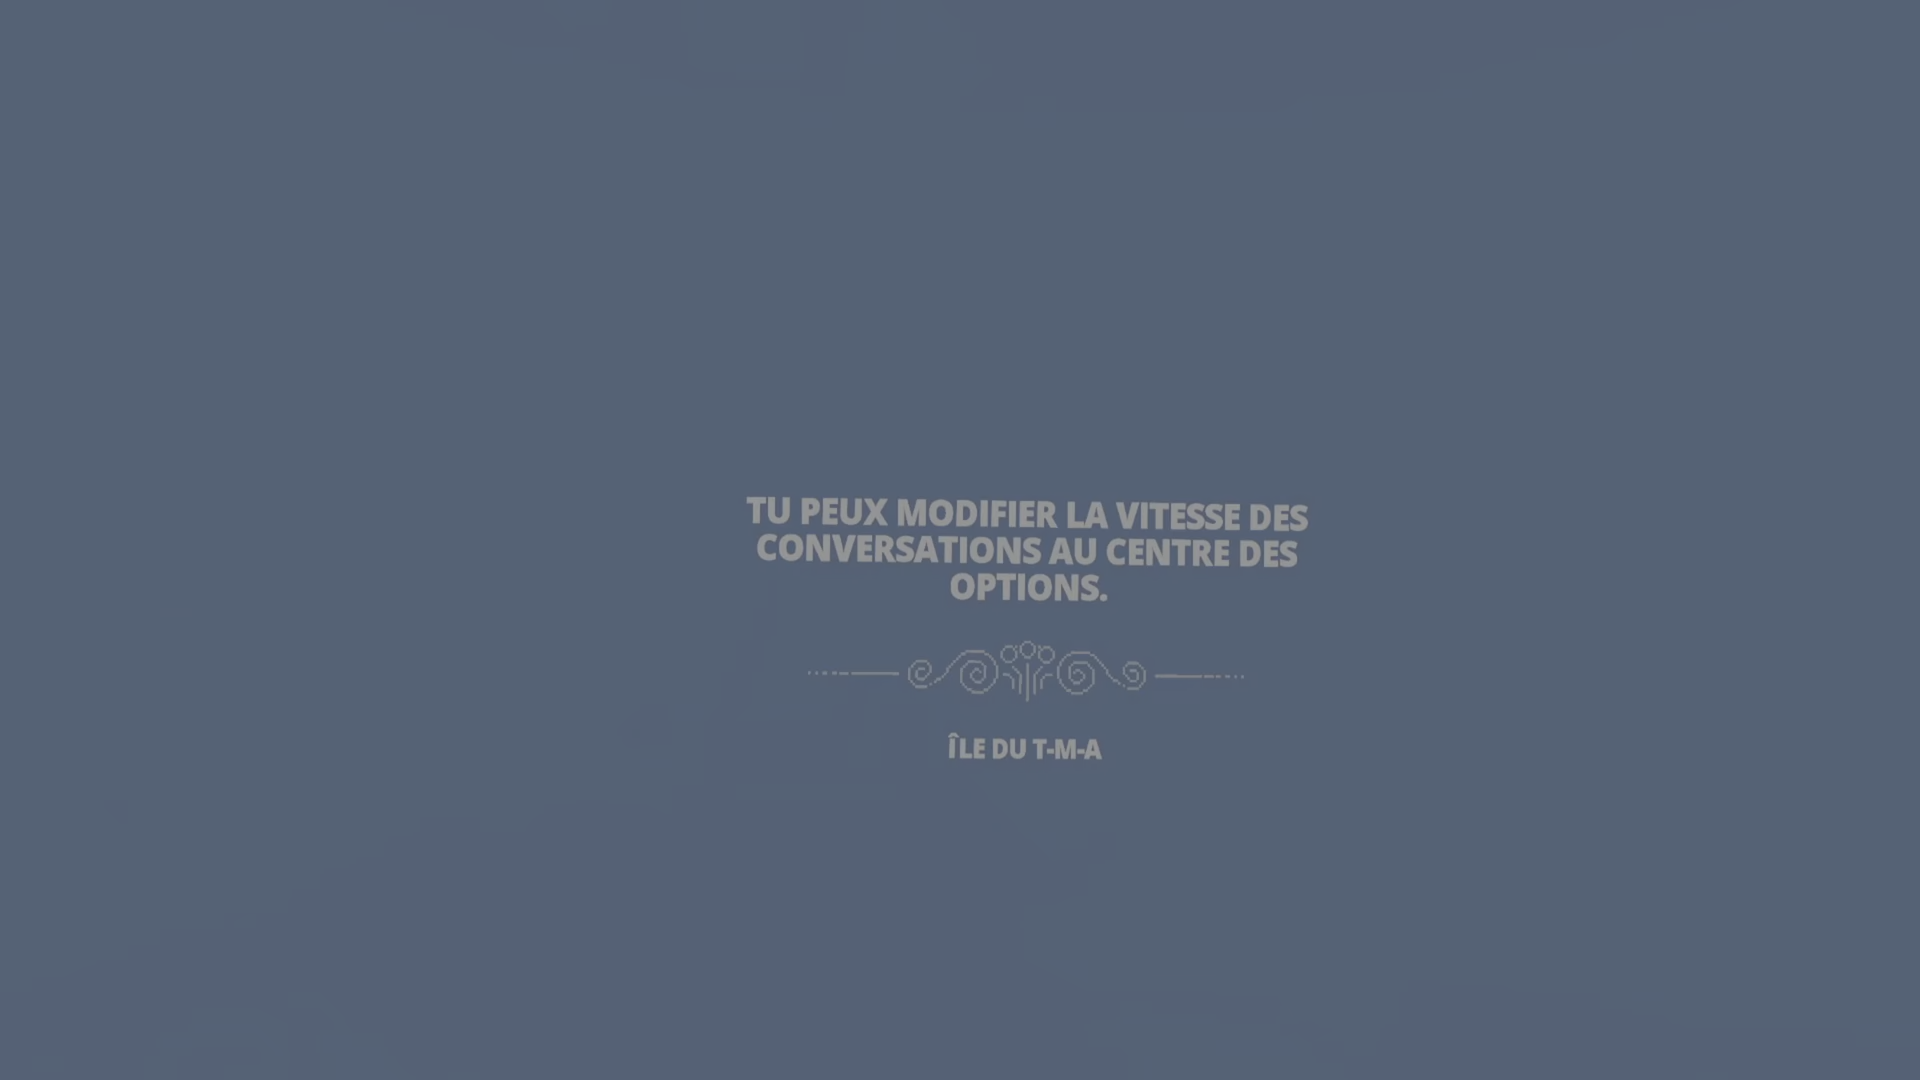 TU PEUX MODIFIER LA VITESSE DES
CONVERSATIONS AU CENTRE DES
OPTIONS.
ÎLE DU T-M-A